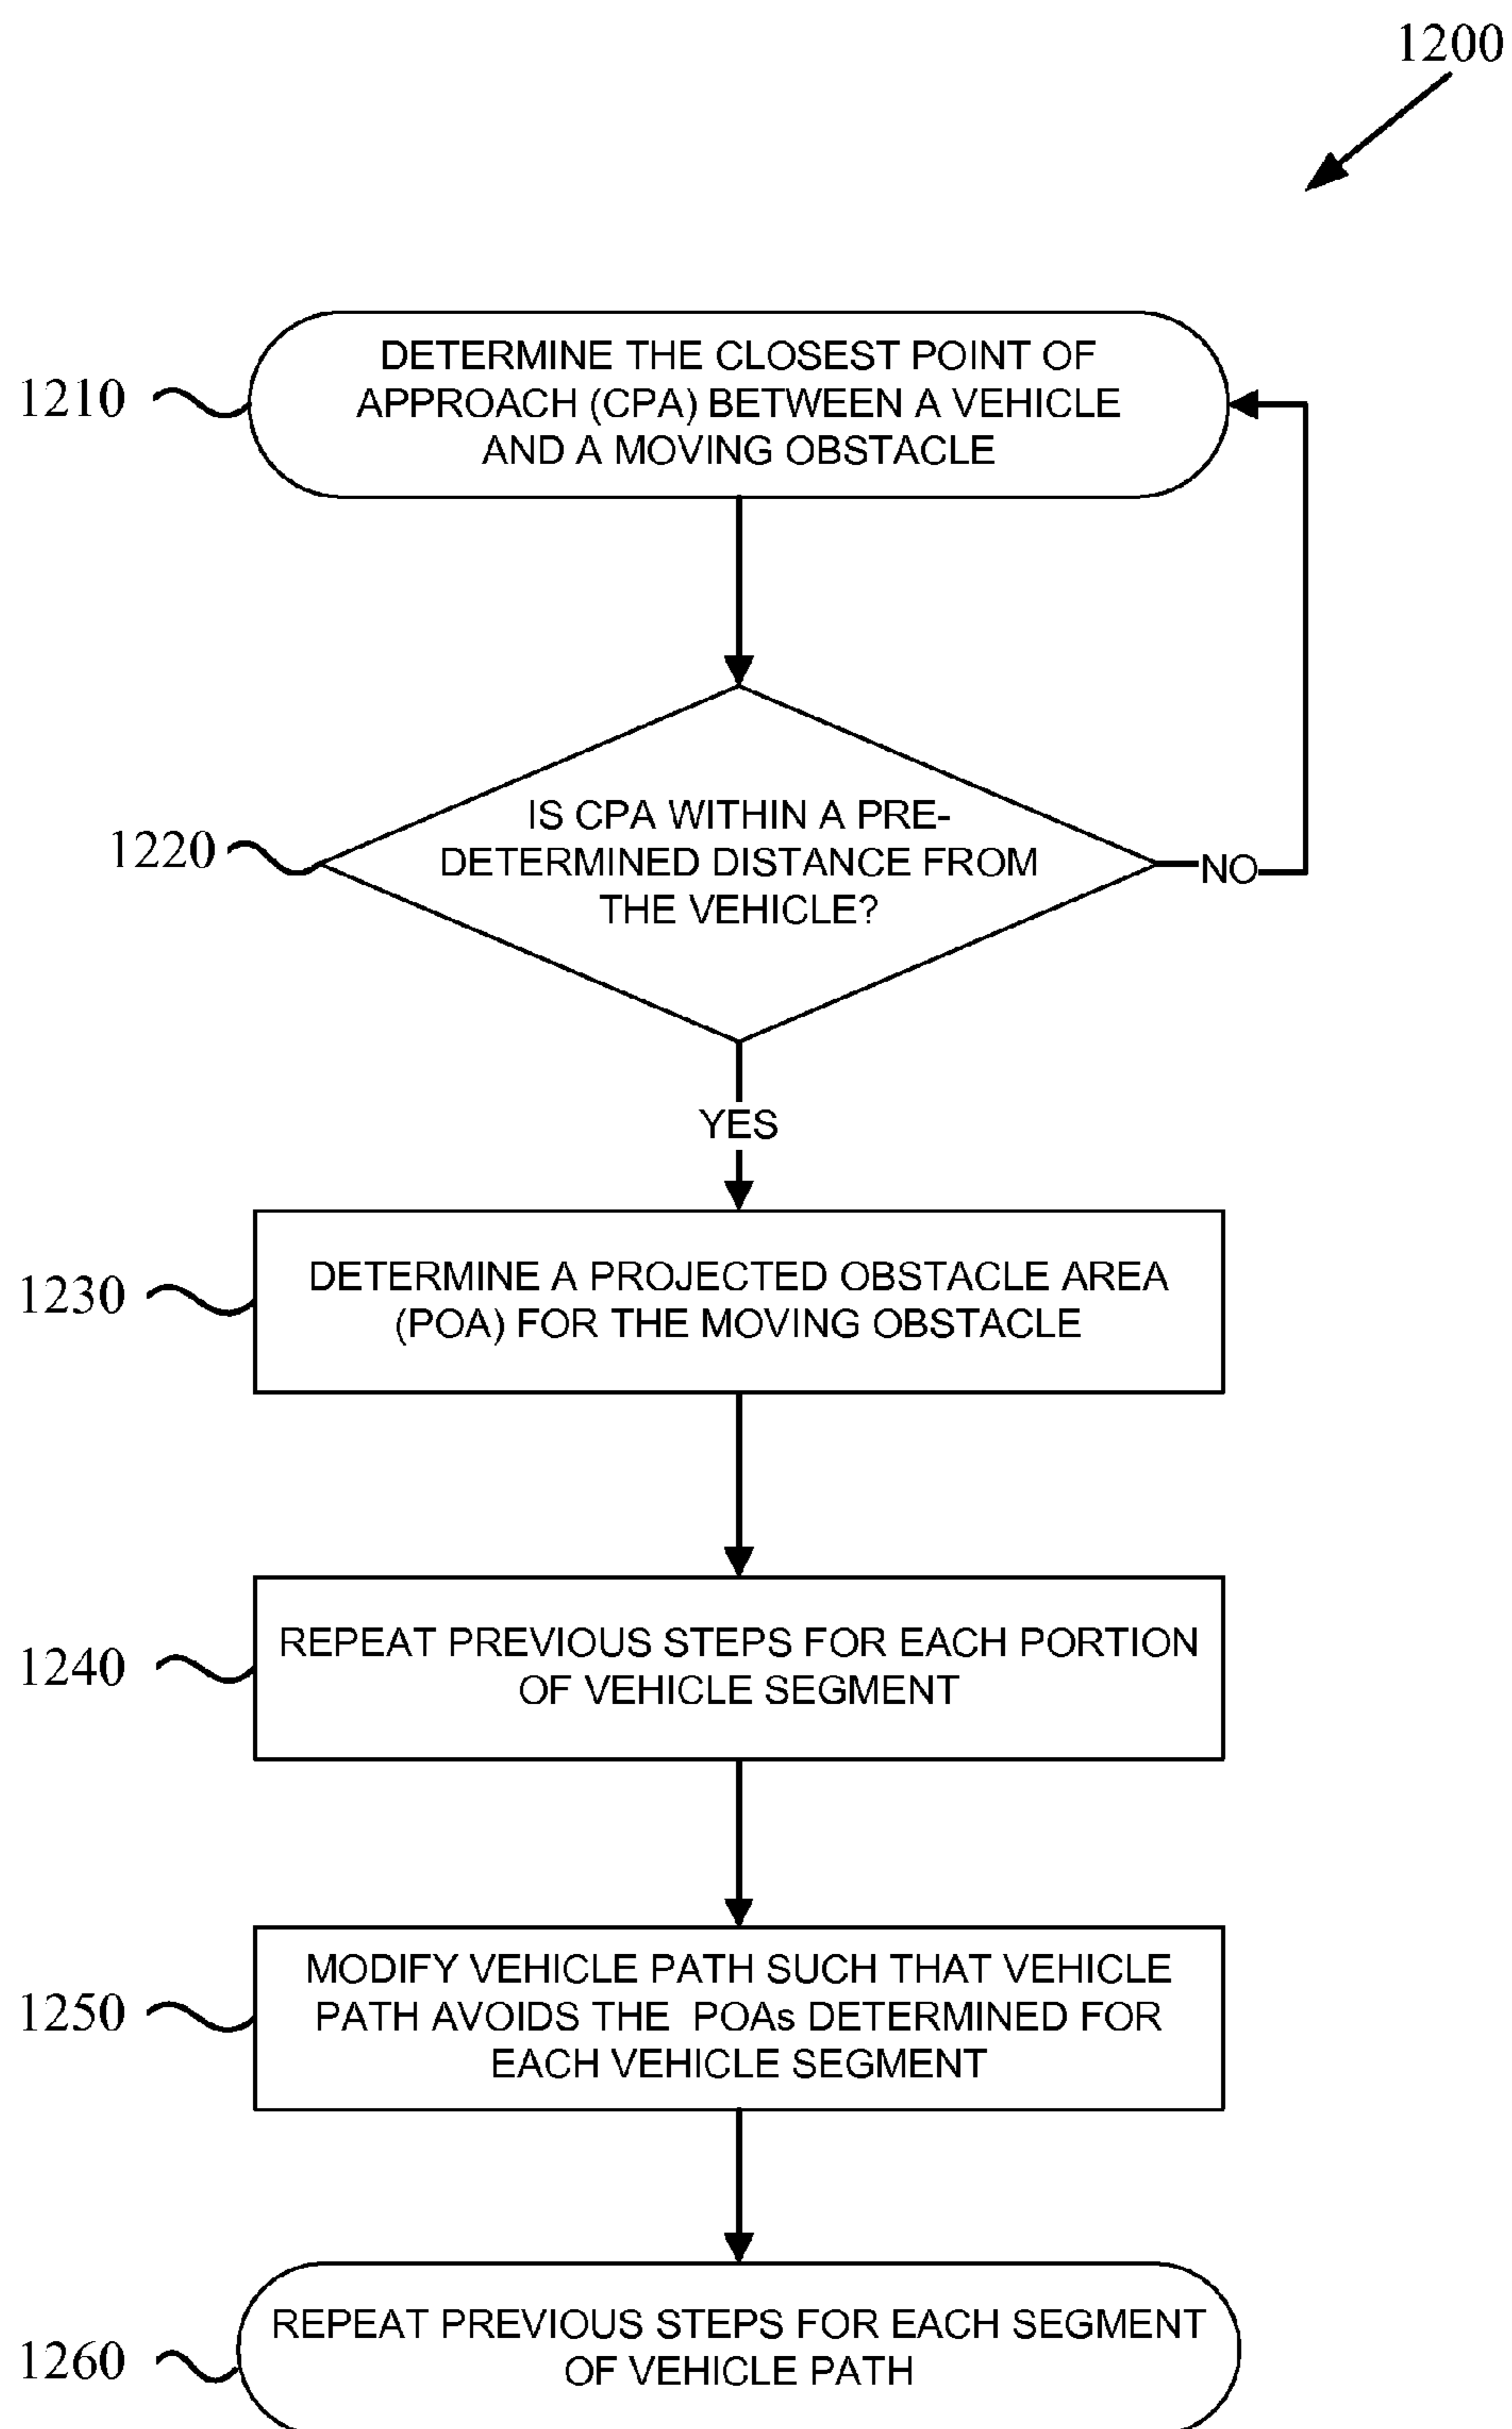 1200
1210
DETERMINE THE CLOSEST POINT OF
APPROACH (CPA) BETWEEN A VEHICLE
AND A MOVING OBSTACLE
1220
IS CPA WITHIN A PRE-
DETERMINED DISTANCE FROM
THE VEHICLE?
NO
YES
1230
DETERMINE A PROJECTED OBSTACLE AREA
(POA) FOR THE MOVING OBSTACLE
1240
REPEAT PREVIOUS STEPS FOR EACH PORTION
OF VEHICLE SEGMENT
1250
MODIFY VEHICLE PATH SUCH THAT VEHICLE
PATH AVOIDS THE POAs DETERMINED FOR
EACH VEHICLE SEGMENT
1260
REPEAT PREVIOUS STEPS FOR EACH SEGMENT
OF VEHICLE PATH